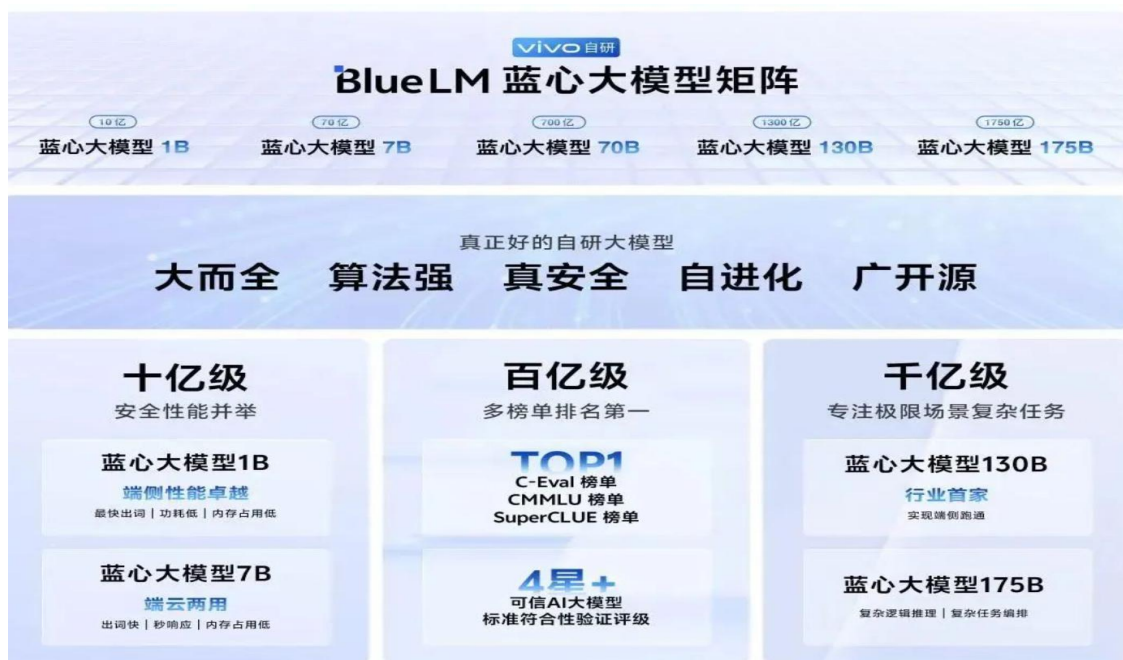 vivo自研
BlueLM 蓝心大模型矩阵
10亿 70亿 700亿 1300亿 1750亿
蓝心大模型 1B 蓝心大模型 7B 蓝心大模型 70B 蓝心大模型 130B 蓝心大模型 175B
真正好的自研大模型
大而全 算法强 真安全 自进化 广开源
十亿级
安全性能并举
蓝心大模型1B
端侧性能卓越
最快出词 | 功耗低 | 内存占用低
蓝心大模型7B
端云两用
出词快 | 秒响应 | 内存占用低
百亿级
多榜单排名第一
TOP1
C-Eval 榜单
CMMLU 榜单
SuperCLUE 榜单
4星+
可信AI大模型
标准符合性验证评级
千亿级
专注极限场景复杂任务
蓝心大模型130B
行业首家
实现端侧跑通
蓝心大模型175B
复杂逻辑推理 | 复杂任务编排